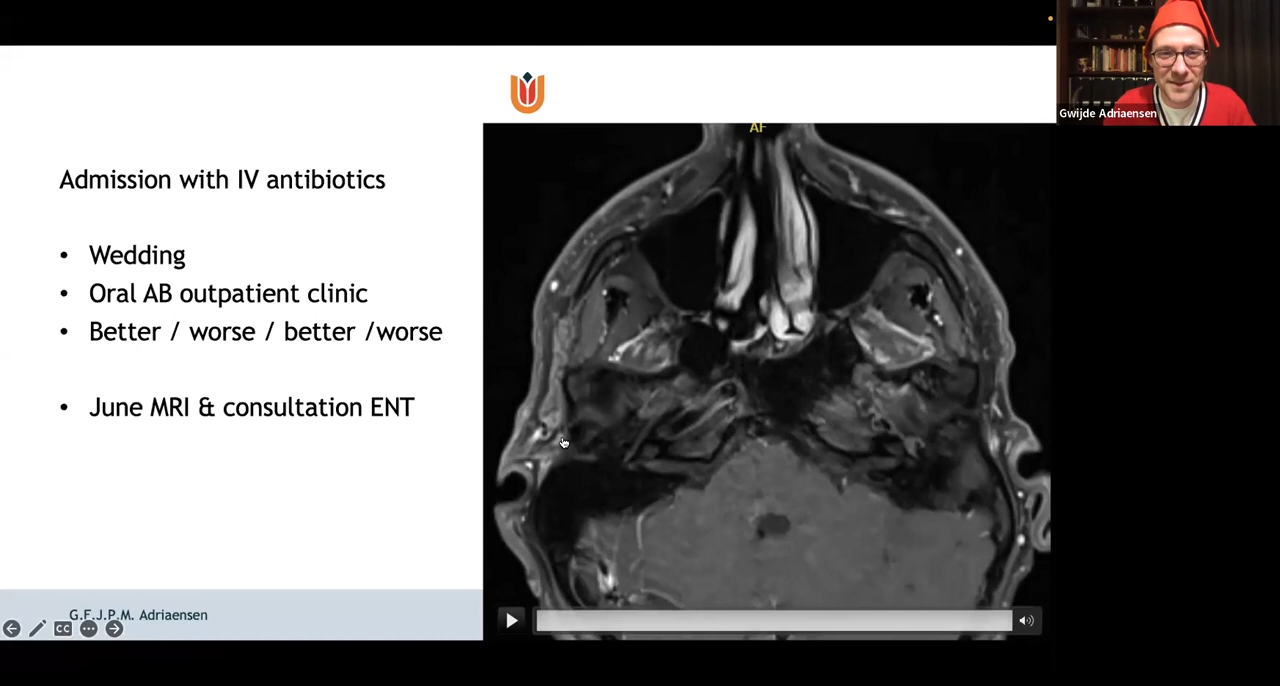 Gwijde Adriaensen
AF
Admission with IV antibiotics
• Wedding
• Oral AB outpatient clinic
• Better / worse / better /worse
• June MRI & consultation ENT
G.F.J.P.M. Adriaensen
CC